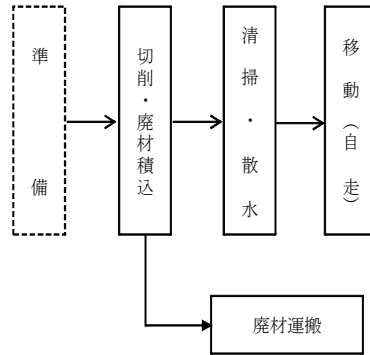 準備
切削・廃材積込
清掃・散水
移動（自走）
廃材運搬